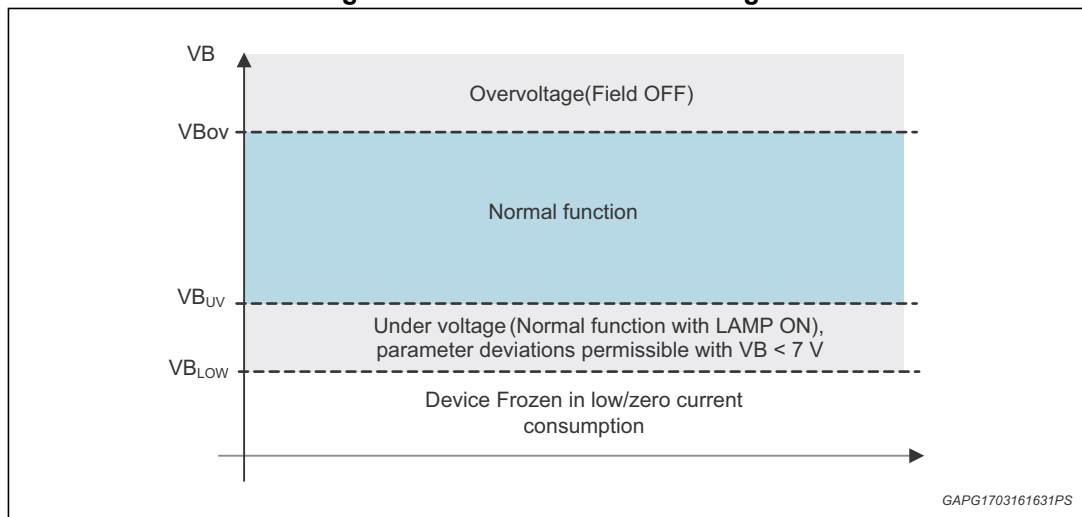 VB
Overvoltage(Field OFF)
VBov
Normal function
VBUV
Under voltage (Normal function with LAMP ON),
parameter deviations permissible with VB < 7 V
VBLOW
Device Frozen in low/zero current
consumption
GAPG1703161631PS